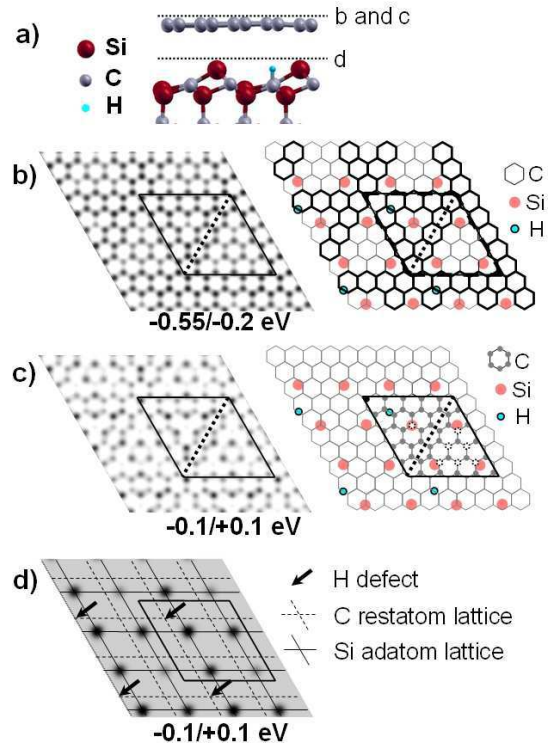 a)
b and c
d
Si
C
H
b)
C
Si
H
-0.55/-0.2 eV
c)
C
Si
H
-0.1/+0.1 eV
d)
H defect
C restatom lattice
Si adatom lattice
-0.1/+0.1 eV